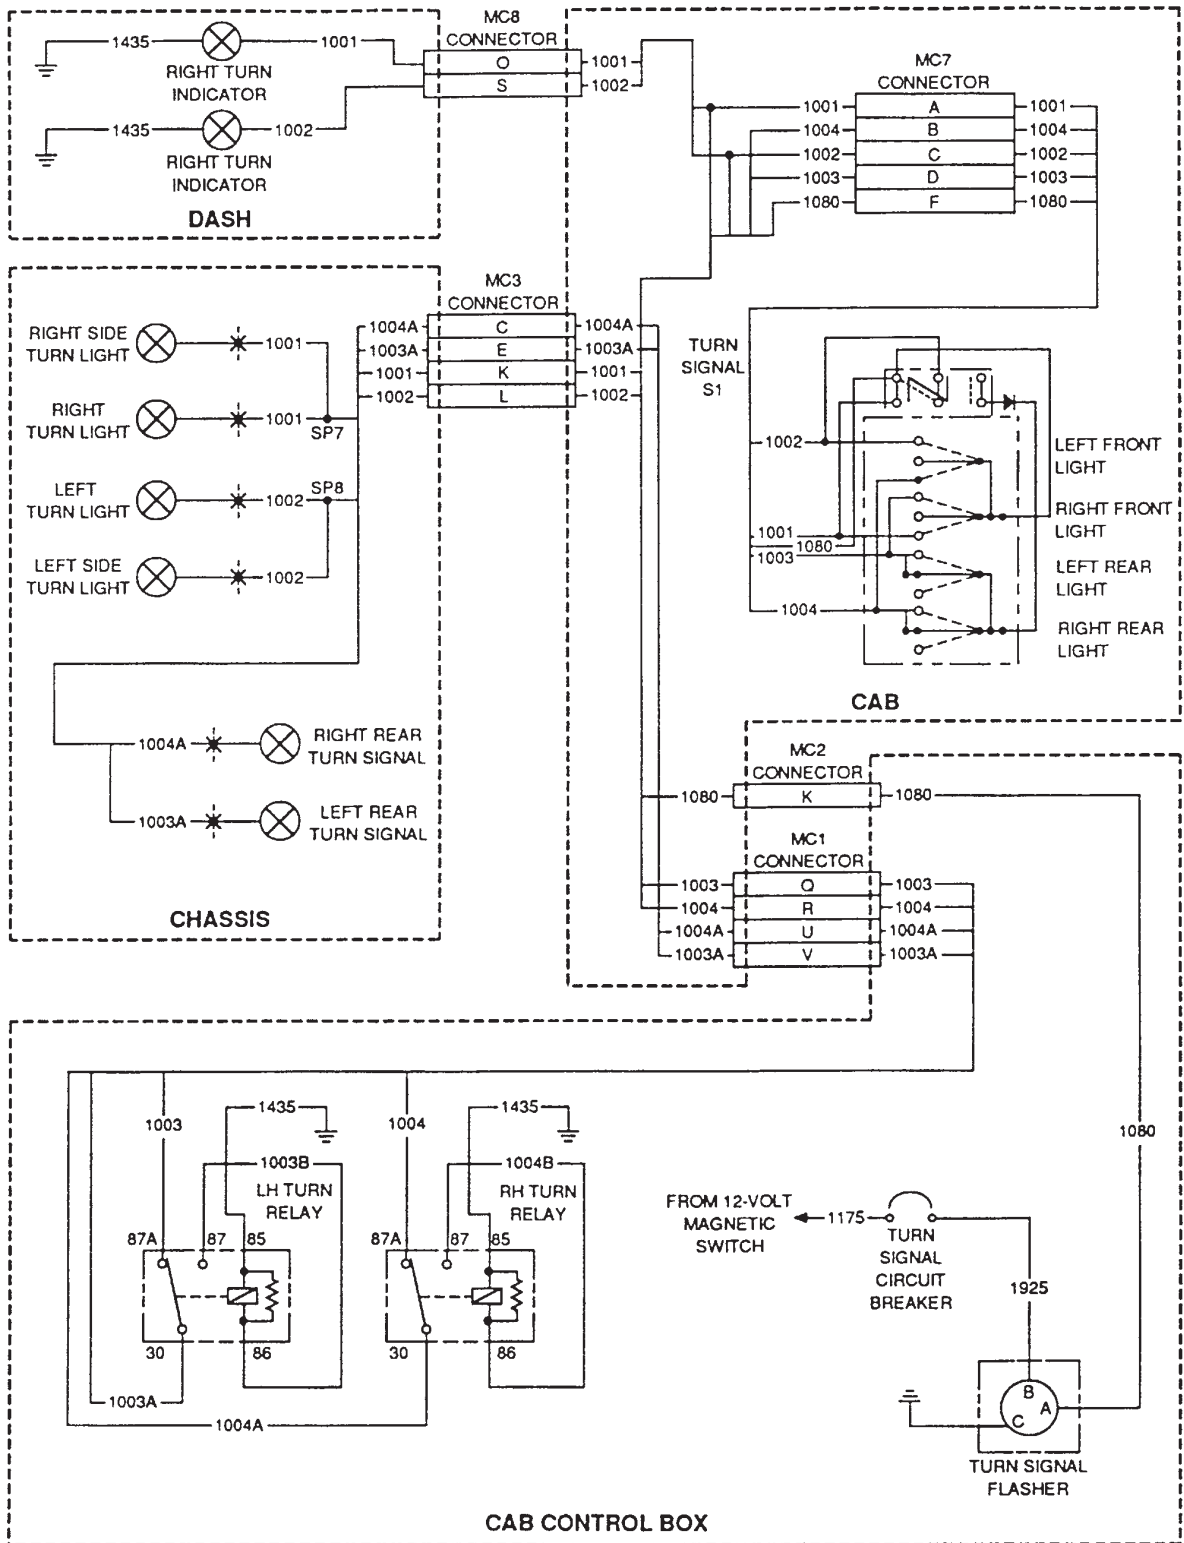 MC8
CONNECTOR
1435
1001
O
1001
RIGHT TURN
INDICATOR
S
1002
1435
1002
RIGHT TURN
INDICATOR
DASH
MC7
CONNECTOR
1001
A
1001
1004
B
1004
1002
C
1002
1003
D
1003
1080
F
1080
MC3
CONNECTOR
1004A
C
1004A
1003A
E
1003A
1001
K
1001
1002
L
1002
RIGHT SIDE
TURN LIGHT
1001
RIGHT
TURN LIGHT
1001
SP7
LEFT
TURN LIGHT
1002
SP8
LEFT SIDE
TURN LIGHT
1002
1004A
RIGHT REAR
TURN SIGNAL
1003A
LEFT REAR
TURN SIGNAL
CHASSIS
TURN
SIGNAL
S1
1002
LEFT FRONT
LIGHT
1001
1080
1003
RIGHT FRONT
LIGHT
LEFT REAR
LIGHT
1004
RIGHT REAR
LIGHT
CAB
MC2
CONNECTOR
1080
K
1080
MC1
CONNECTOR
1003
Q
1003
1004
R
1004
1004A
U
1004A
1003A
V
1003A
1003
1435
1003B
LH TURN
RELAY
87A
87
85
30
86
1003A
1004
1435
1004B
RH TURN
RELAY
87A
87
85
30
86
1004A
1080
FROM 12-VOLT
MAGNETIC
SWITCH
1175
TURN
SIGNAL
CIRCUIT
BREAKER
1925
B
A
C
TURN SIGNAL
FLASHER
CAB CONTROL BOX